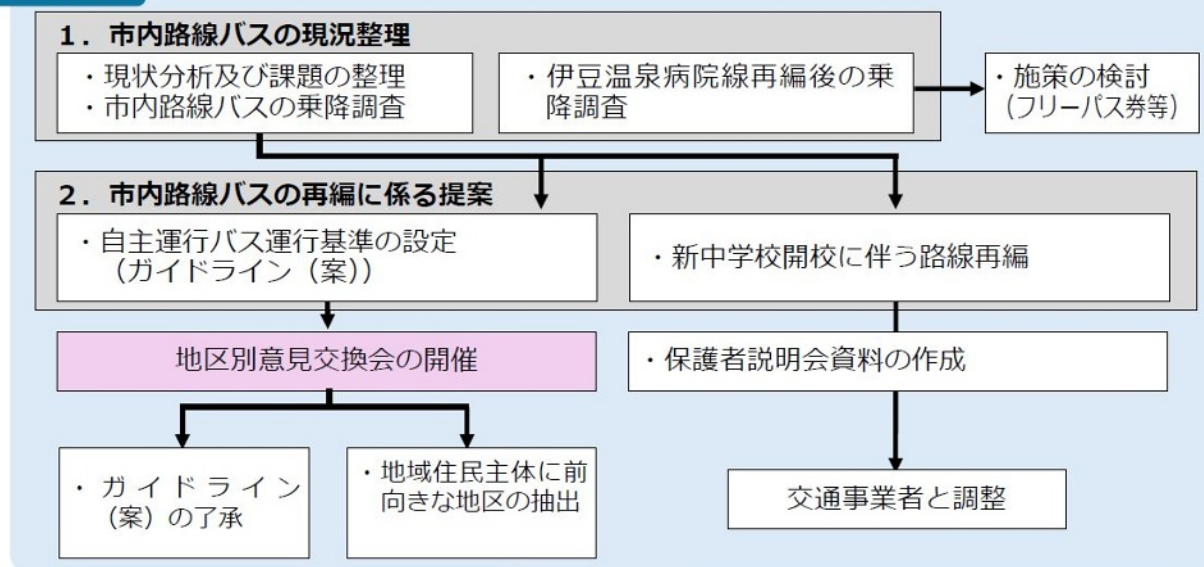 1．市内路線バスの現況整理
・現状分析及び課題の整理
・市内路線バスの乗降調査
・伊豆温泉病院線再編後の乗
降調査
・施策の検討
（フリーパス券等）
2．市内路線バスの再編に係る提案
・自主運行バス運行基準の設定
（ガイドライン（案））
・新中学校開校に伴う路線再編
地区別意見交換会の開催
・保護者説明会資料の作成
・ガイドライン
（案）の了承
・地域住民主体に前
向きな地区の抽出
交通事業者と調整